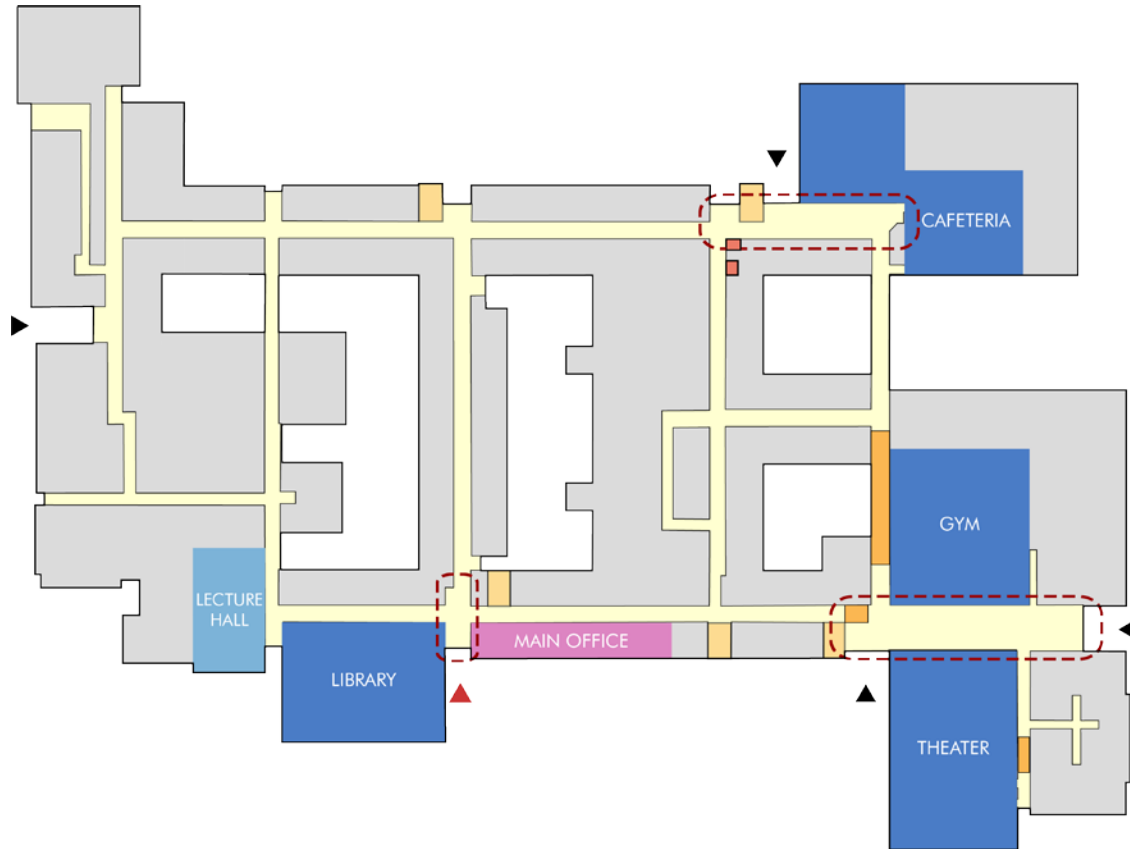 CAFETERIA
GYM
LECTURE
HALL
MAIN OFFICE
LIBRARY
THEATER